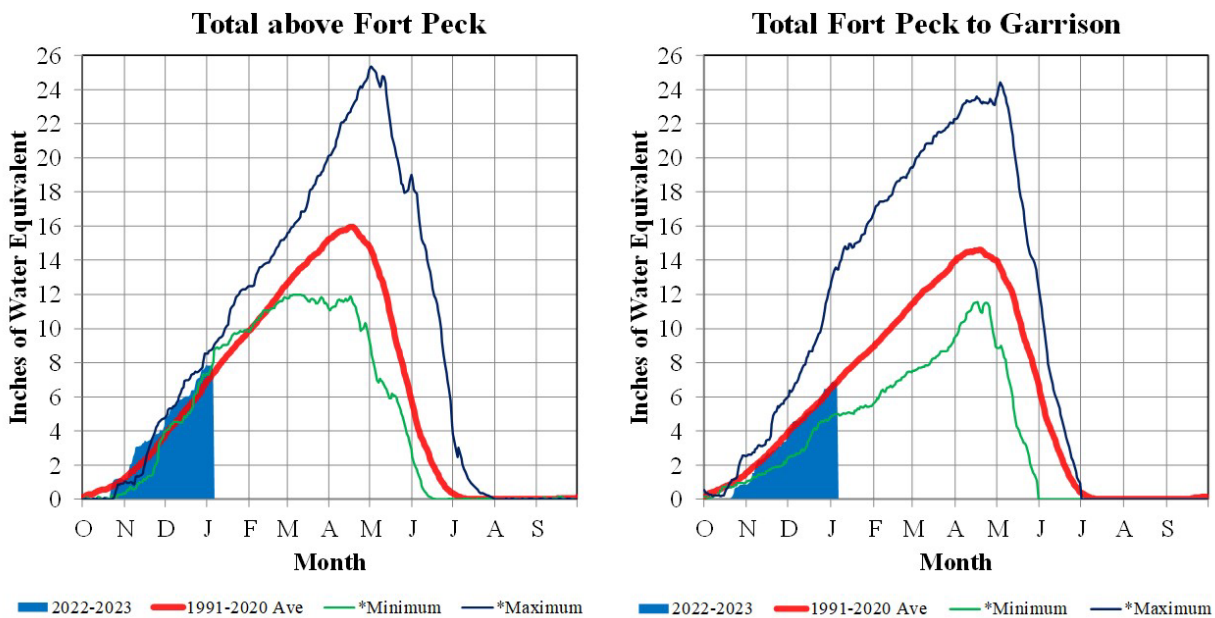 Total above Fort Peck
Inches of Water Equivalent
26
24
22
20
18
16
14
12
10
8
6
4
2
0
O N D J F M A M J J A S
Month
2022-2023 1991-2020 Ave *Minimum *Maximum
Total Fort Peck to Garrison
Inches of Water Equivalent
26
24
22
20
18
16
14
12
10
8
6
4
2
0
O N D J F M A M J J A S
Month
2022-2023 1991-2020 Ave *Minimum *Maximum